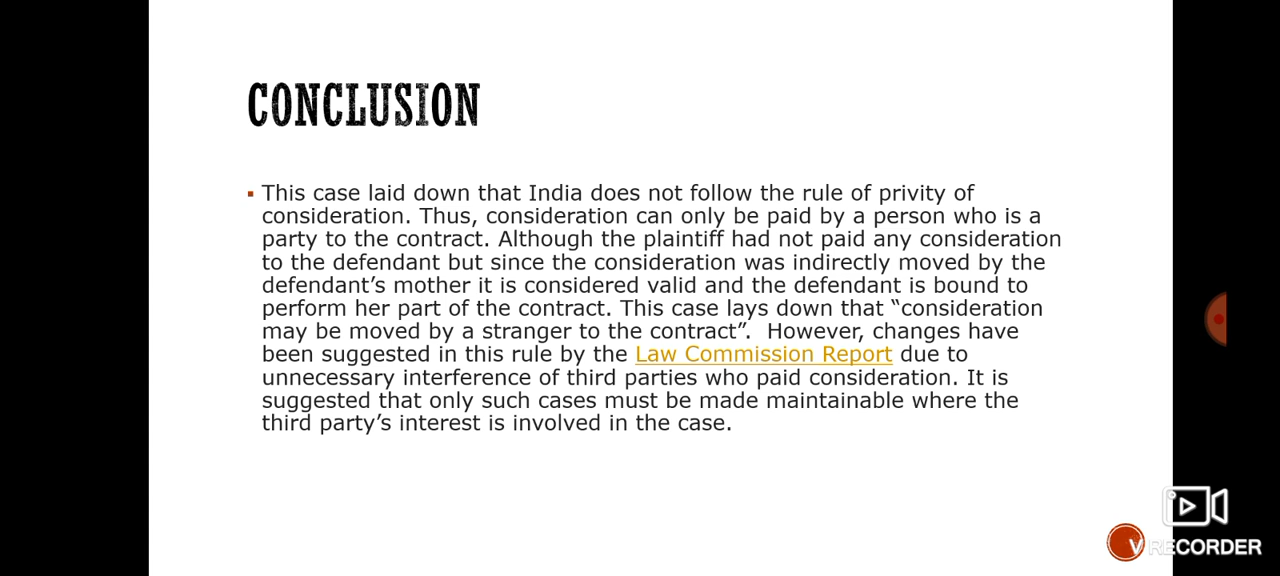 CONCLUSION
▪ This case laid down that India does not follow the rule of privity of
consideration. Thus, consideration can only be paid by a person who is a
party to the contract. Although the plaintiff had not paid any consideration
to the defendant but since the consideration was indirectly moved by the
defendant’s mother it is considered valid and the defendant is bound to
perform her part of the contract. This case lays down that “consideration
may be moved by a stranger to the contract”.  However, changes have
been suggested in this rule by the Law Commission Report due to
unnecessary interference of third parties who paid consideration. It is
suggested that only such cases must be made maintainable where the
third party’s interest is involved in the case.
V RECORDER